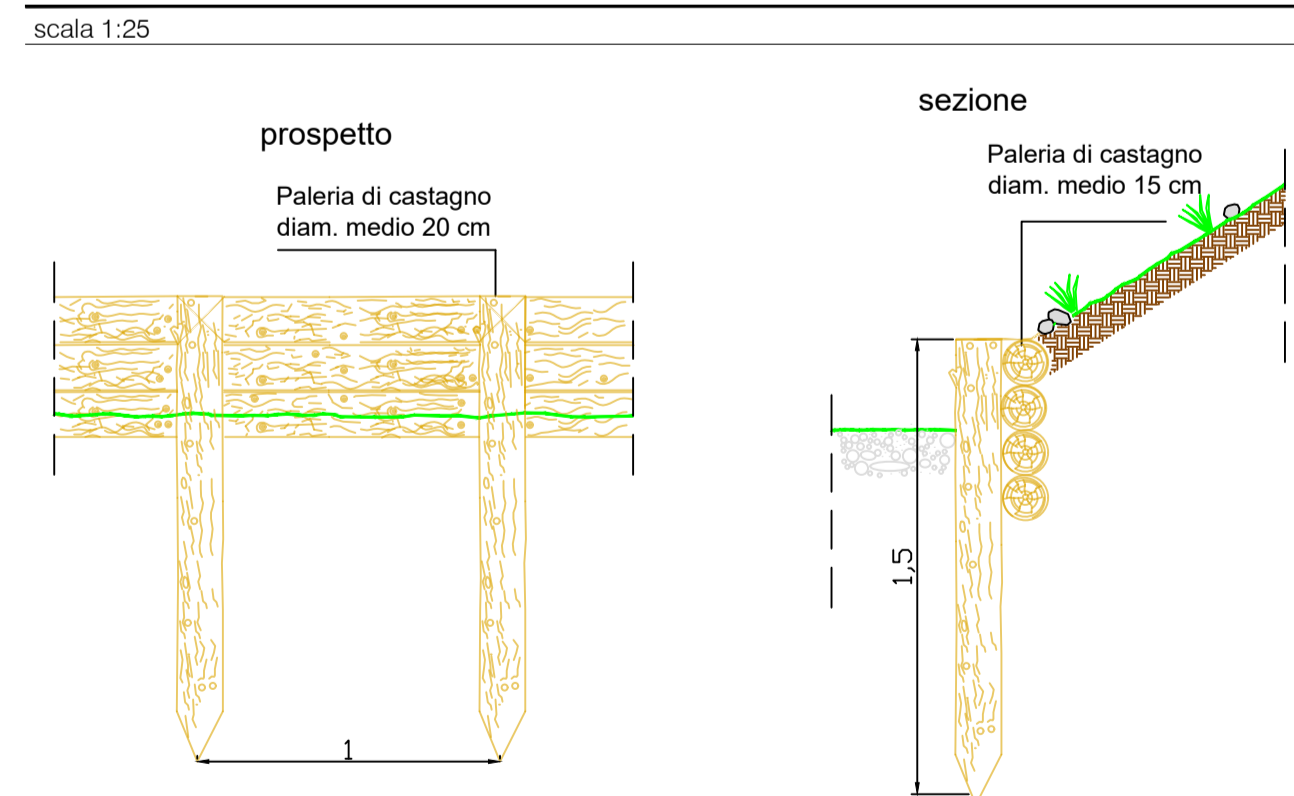 scala 1:25
prospetto
Paleria di castagno
diam. medio 20 cm
1
sezione
Paleria di castagno
diam. medio 15 cm
1,5